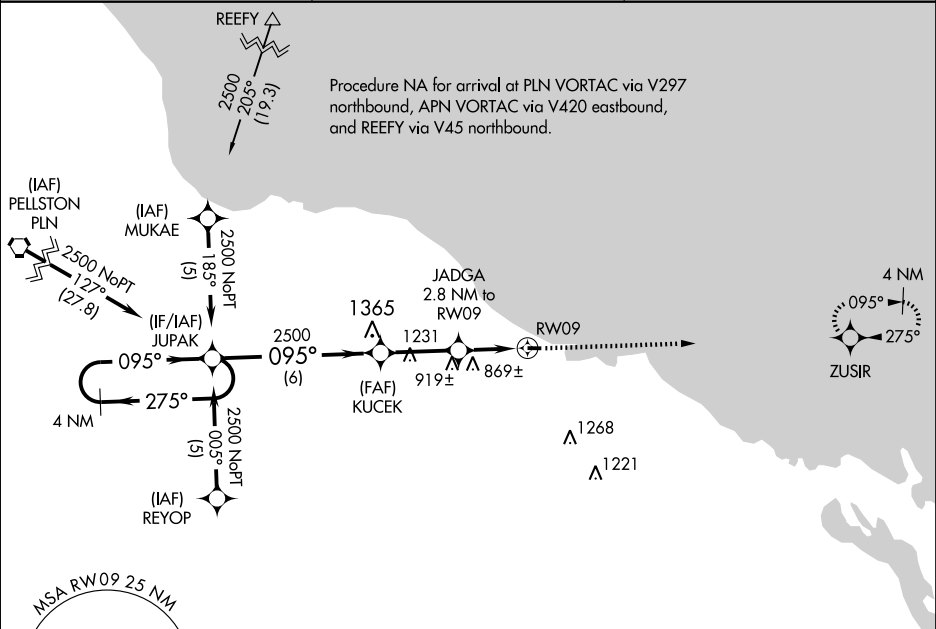 REEFY
2500
205°
(19.3)
Procedure NA for arrival at PLN VORTAC via V297
northbound, APN VORTAC via V420 eastbound,
and REEFY via V45 northbound.
(IAF)
PELLSTON
PLN
2500 NoPT
127°
(27.8)
(IAF)
MUKAE
2500 NoPT
185°
(5)
(IF/IAF)
JUPAK
095°
275°
4 NM
2500
095°
(6)
1365
(FAF)
KUCEK
1231
JADGA
2.8 NM to
RW09
919±
869±
RW09
4 NM
095°
275°
ZUSIR
2500 NoPT
005°
(5)
(IAF)
REYOP
1268
1221
MSA RW09 25 NM